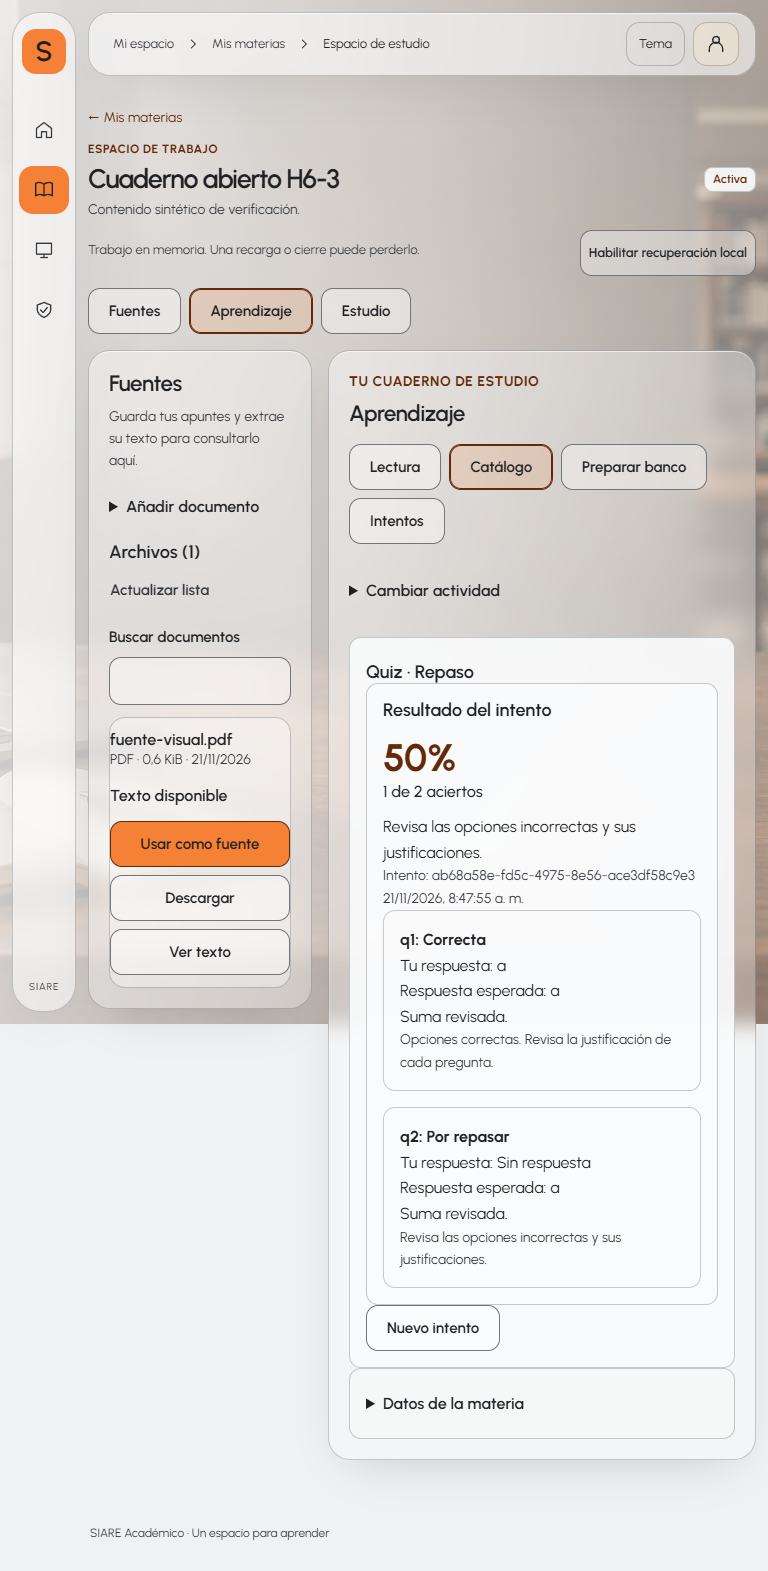 S
Mi espacio > Mis materias > Espacio de estudio
Tema
← Mis materias
ESPACIO DE TRABAJO
Cuaderno abierto H6-3
Activa
Contenido sintético de verificación.
Trabajo en memoria. Una recarga o cierre puede perderlo.
Habilitar recuperación local
Fuentes
Aprendizaje
Estudio
Fuentes
Guarda tus apuntes y extrae
su texto para consultarlo
aquí.
Añadir documento
Archivos (1)
Actualizar lista
Buscar documentos
fuente-visual.pdf
PDF · 0,6 KiB · 21/11/2026
Texto disponible
Usar como fuente
Descargar
Ver texto
SIARE
TU CUADERNO DE ESTUDIO
Aprendizaje
Lectura
Catálogo
Preparar banco
Intentos
Cambiar actividad
Quiz · Repaso
Resultado del intento
50%
1 de 2 aciertos
Revisa las opciones incorrectas y sus
justificaciones.
Intento: ab68a58e-fd5c-4975-8e56-ace3df58c9e3
21/11/2026, 8:47:55 a. m.
q1: Correcta
Tu respuesta: a
Respuesta esperada: a
Suma revisada.
Opciones correctas. Revisa la justificación de
cada pregunta.
q2: Por repasar
Tu respuesta: Sin respuesta
Respuesta esperada: a
Suma revisada.
Revisa las opciones incorrectas y sus
justificaciones.
Nuevo intento
Datos de la materia
SIARE Académico · Un espacio para aprender